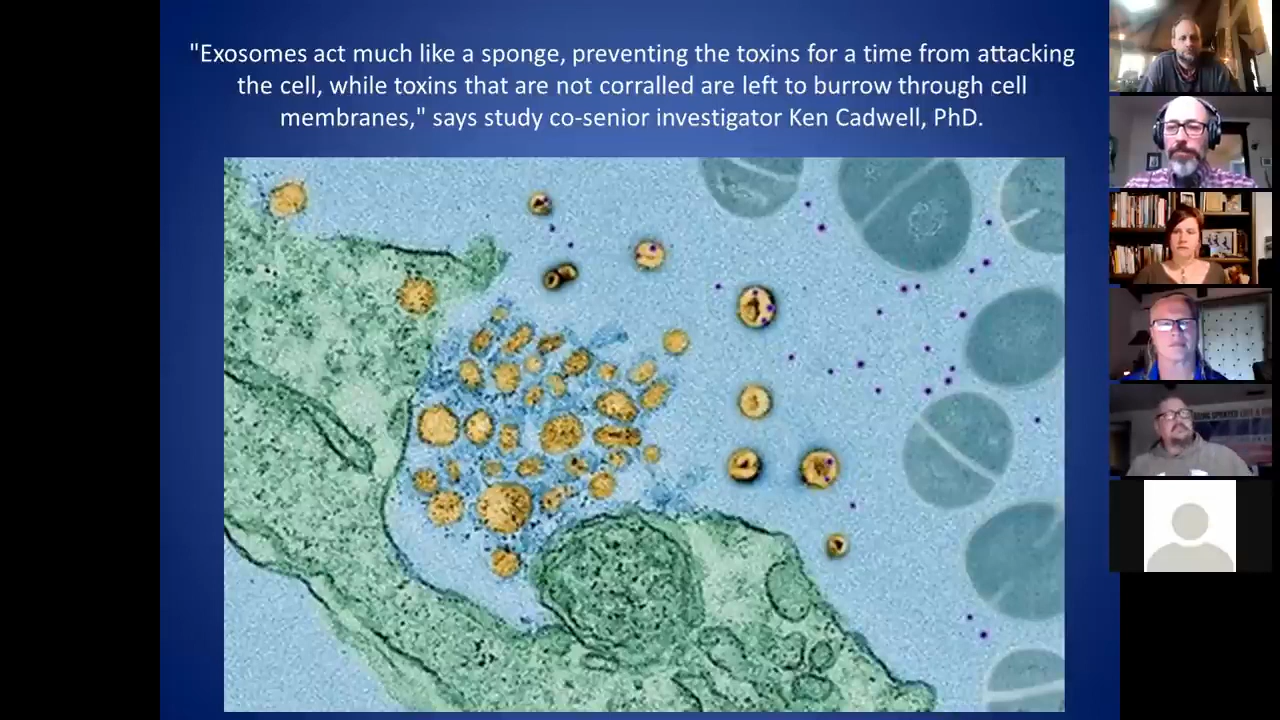 "Exosomes act much like a sponge, preventing the toxins for a time from attacking
the cell, while toxins that are not corralled are left to burrow through cell
membranes," says study co-senior investigator Ken Cadwell, PhD.